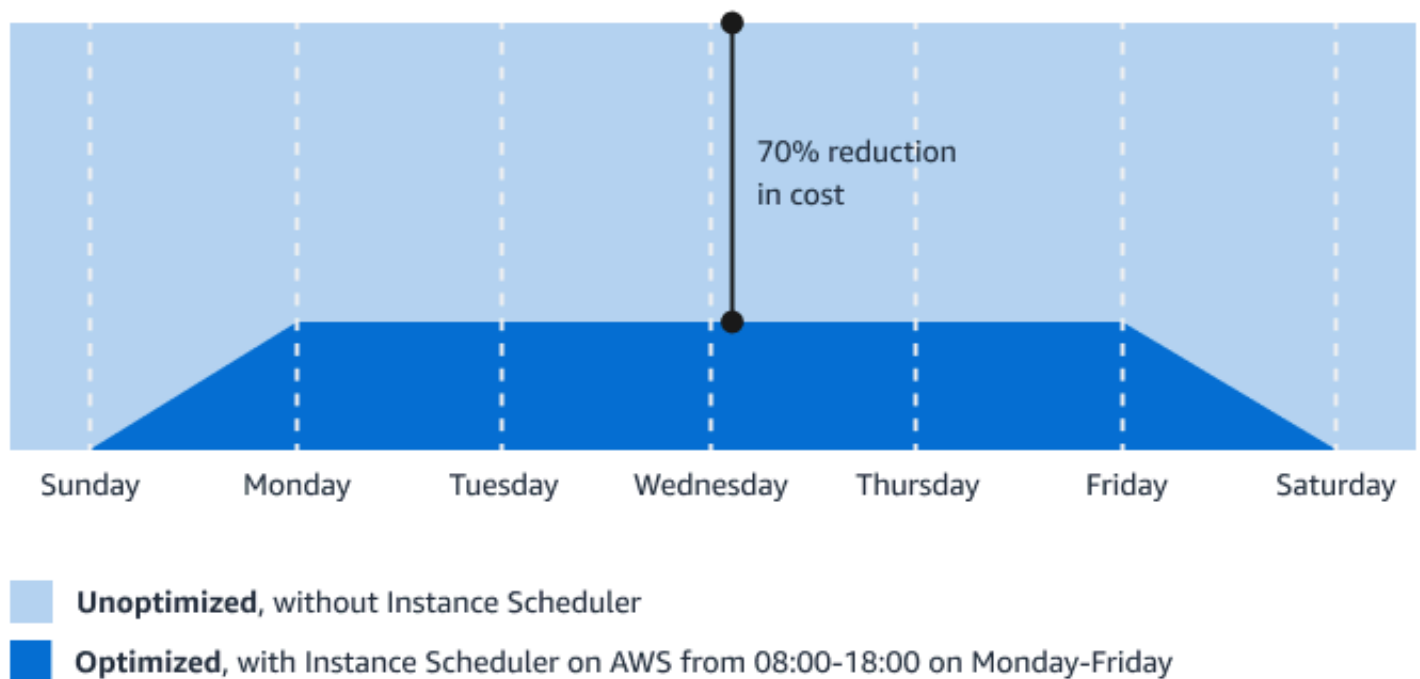 70% reduction
in cost
Sunday Monday Tuesday Wednesday Thursday Friday Saturday
Unoptimized, without Instance Scheduler
Optimized, with Instance Scheduler on AWS from 08:00-18:00 on Monday-Friday